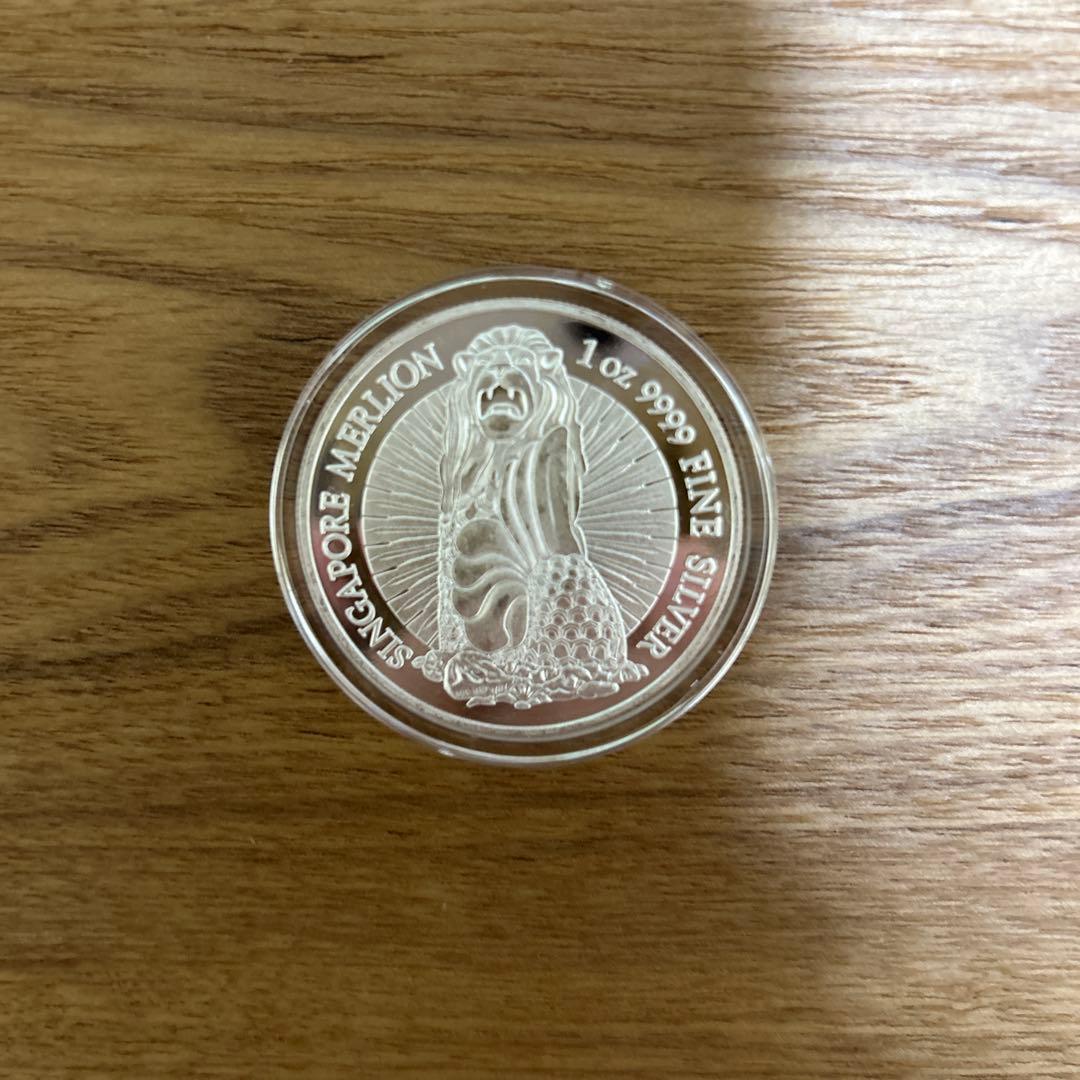 SINGAPORE MERLION
1 oz 9999 FINE SILVER